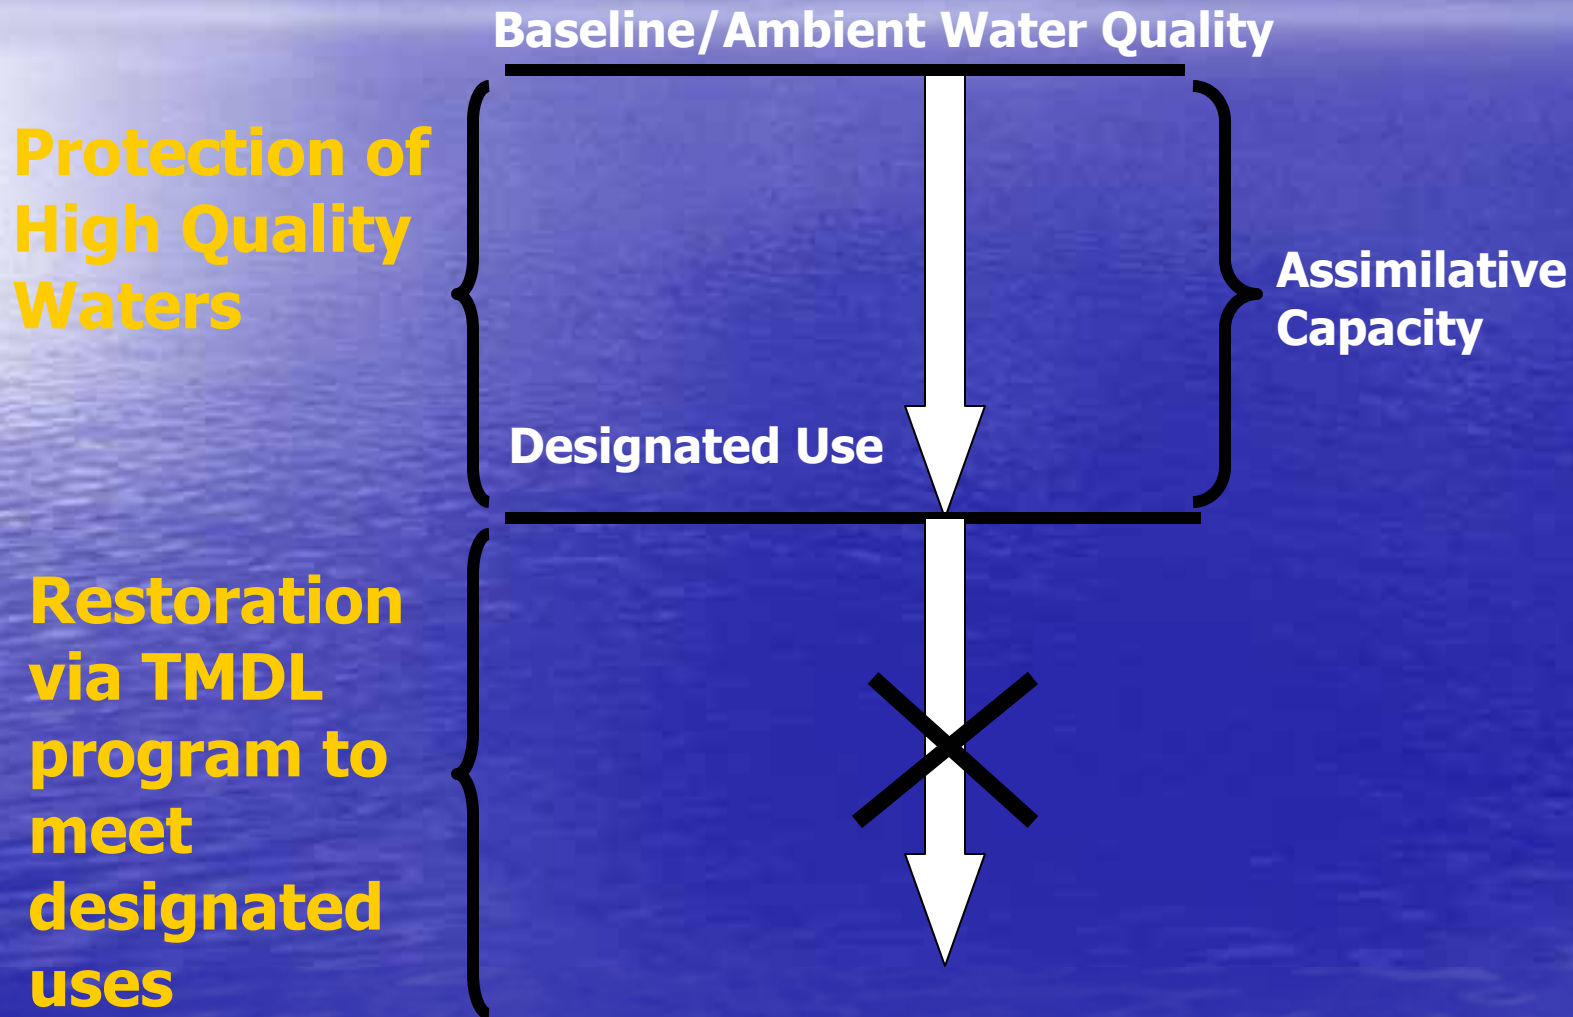 Baseline/Ambient Water Quality
Protection of
High Quality
Waters
Assimilative
Capacity
Designated Use
Restoration
via TMDL
program to
meet
designated
uses